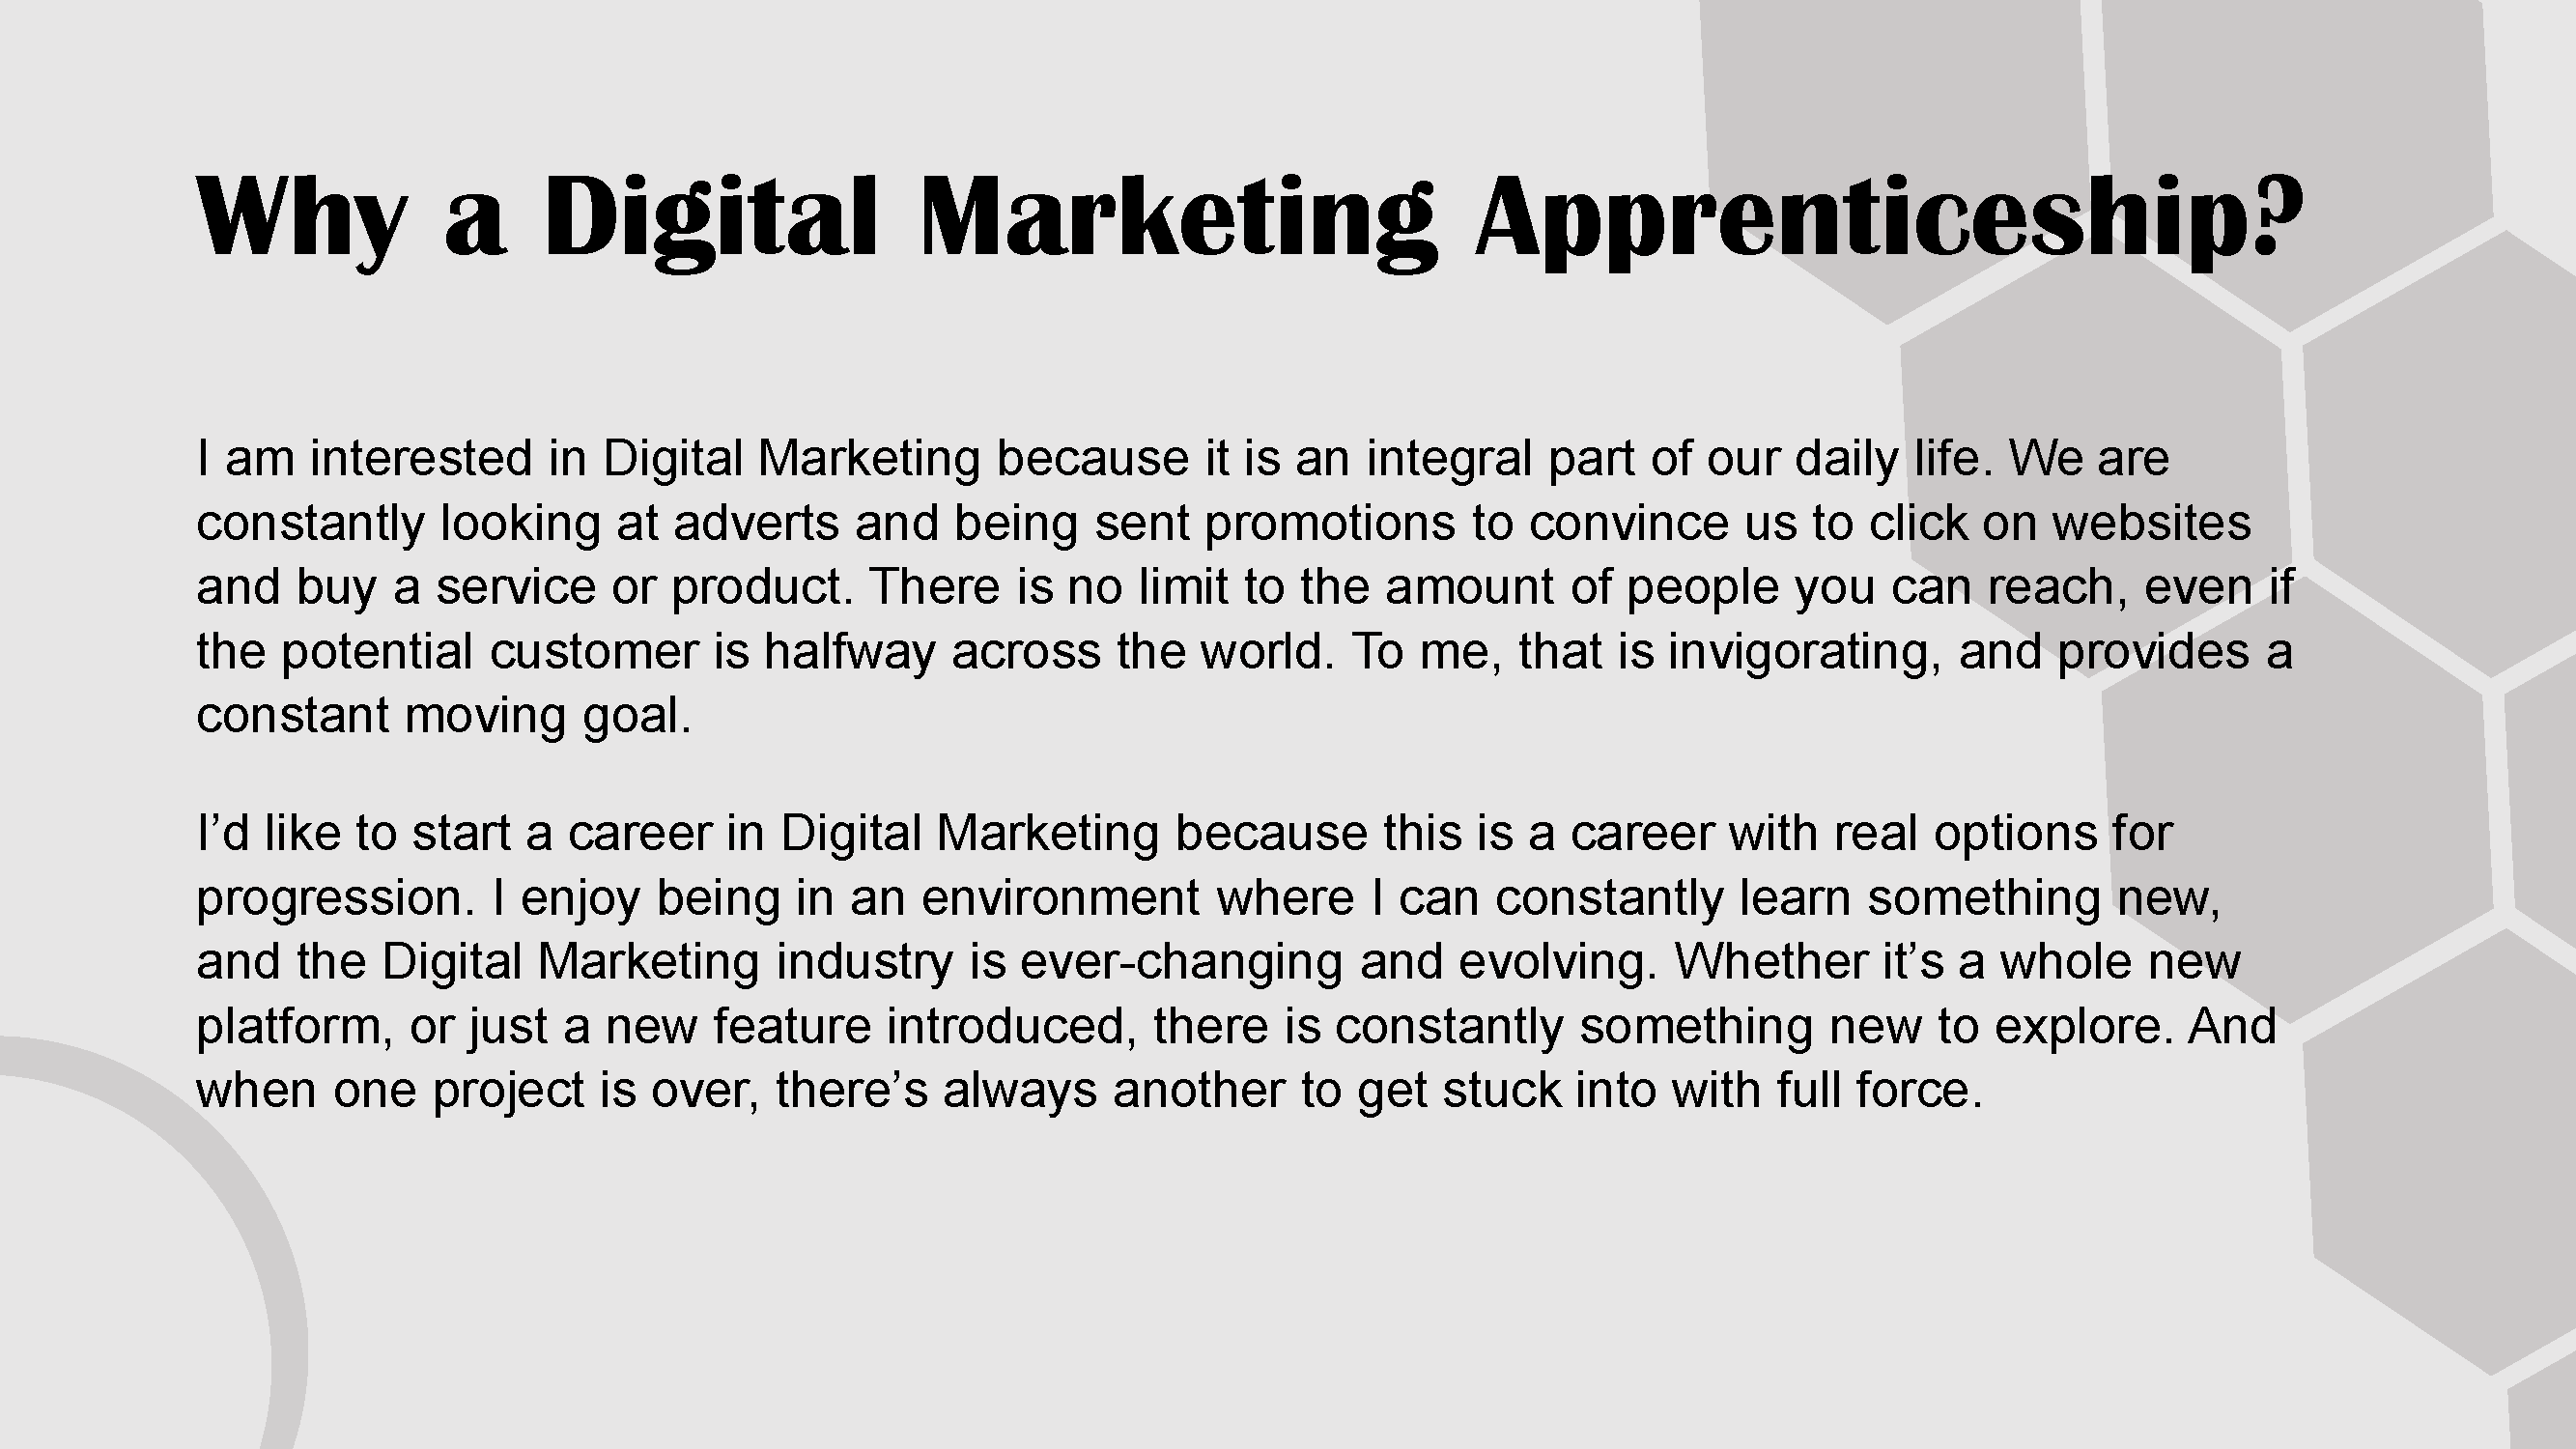 Why a Digital Marketing Apprenticeship?
I am interested in Digital Marketing because it is an integral part of our daily life. We are
constantly looking at adverts and being sent promotions to convince us to click on websites
and buy a service or product. There is no limit to the amount of people you can reach, even if
the potential customer is halfway across the world. To me, that is invigorating, and provides a
constant moving goal.
I’d like to start a career in Digital Marketing because this is a career with real options for
progression. I enjoy being in an environment where I can constantly learn something new,
and the Digital Marketing industry is ever-changing and evolving. Whether it’s a whole new
platform, or just a new feature introduced, there is constantly something new to explore. And
when one project is over, there’s always another to get stuck into with full force.